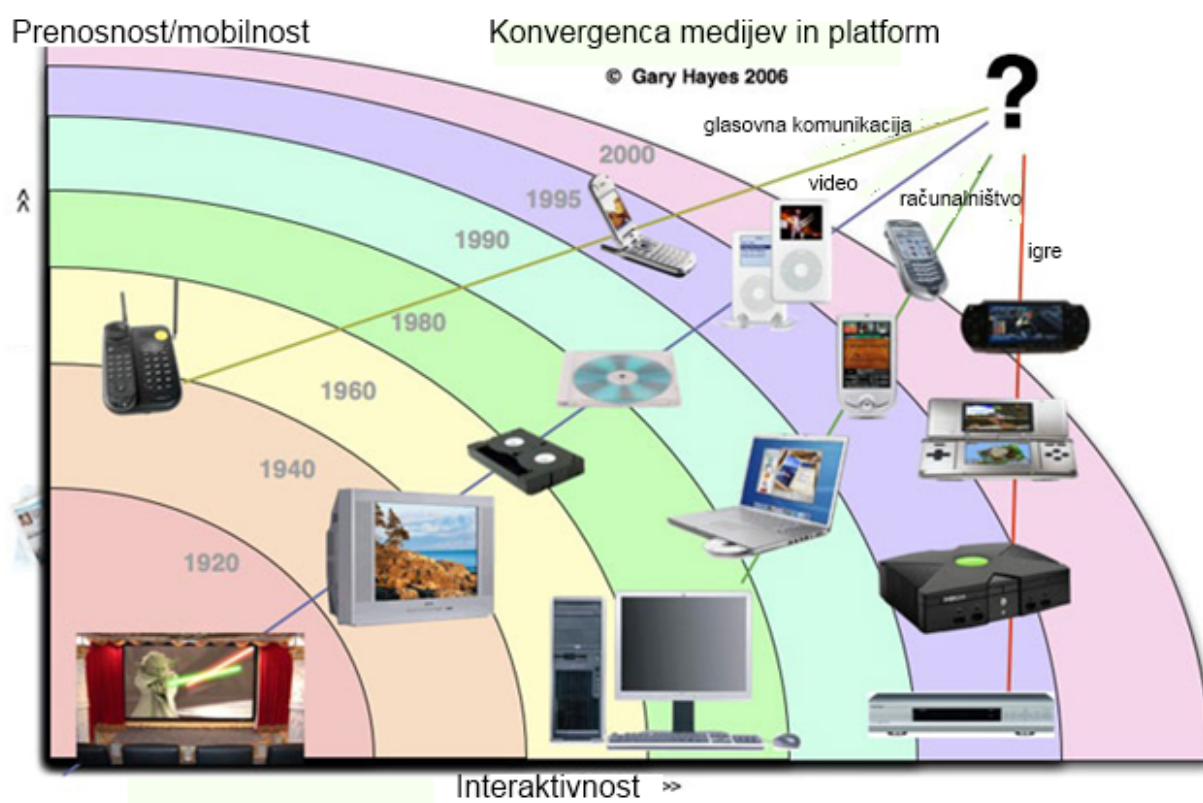 Prenosnost/mobilnost
Konvergenca medijev in platform
© Gary Hayes 2006
?
glasovna komunikacija
2000
video
1995
računalništvo
1990
igre
1980
1960
1940
1920
Interaktivnost >>
>>